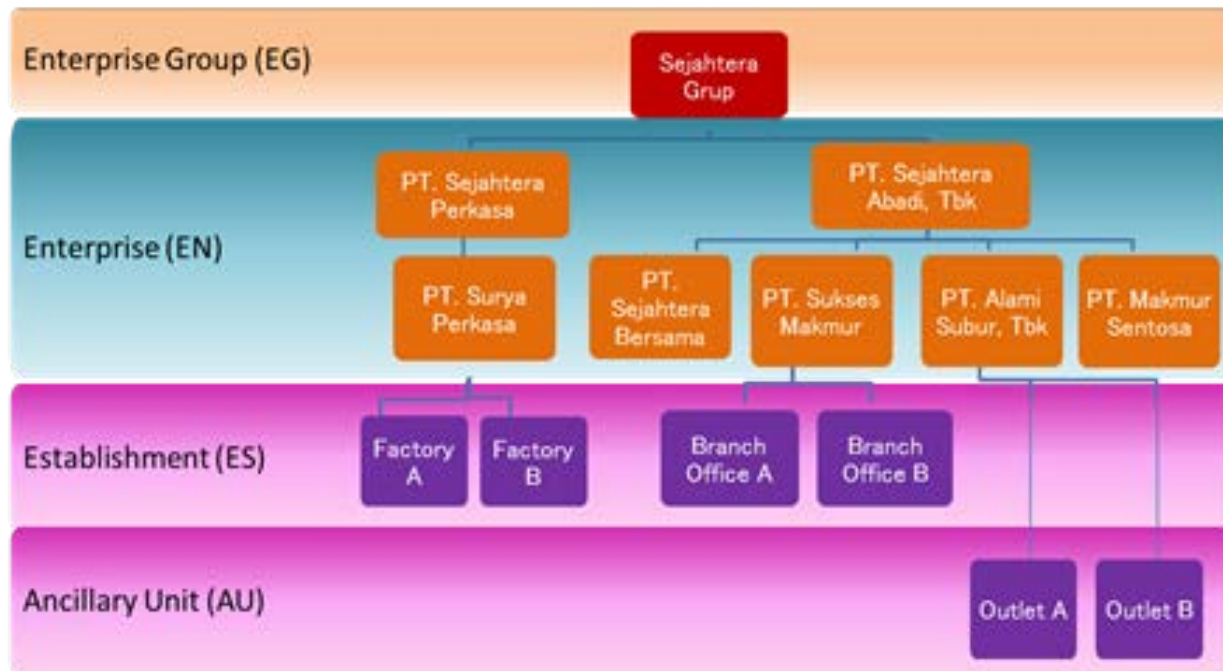 Enterprise Group (EG)
Sejahtera
Grup
Enterprise (EN)
PT. Sejahtera
Perkasa
PT. Sejahtera
Abadi, Tbk
PT. Surya
Perkasa
PT.
Sejahtera
Bersama
PT. Sukses
Makmur
PT. Alami
Subur, Tbk
PT. Makmur
Sentosa
Establishment (ES)
Factory
A
Factory
B
Branch
Office A
Branch
Office B
Ancillary Unit (AU)
Outlet A
Outlet B